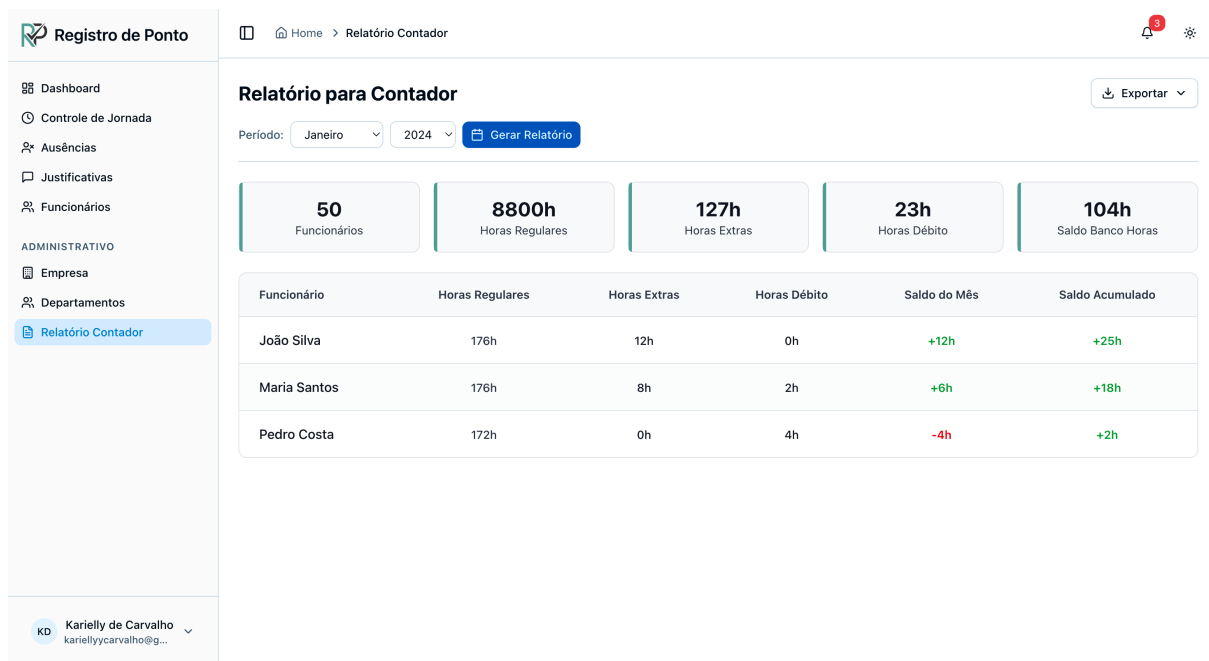 Registro de Ponto
Home > Relatório Contador
3
Dashboard
Controle de Jornada
Ausências
Justificativas
Funcionários
ADMINISTRATIVO
Empresa
Departamentos
Relatório Contador
KD
Karielly de Carvalho
kariellyycarvalho@g...
Relatório para Contador
Exportar
Período: Janeiro 2024 Gerar Relatório
50
Funcionários
8800h
Horas Regulares
127h
Horas Extras
23h
Horas Débito
104h
Saldo Banco Horas
Funcionário Horas Regulares Horas Extras Horas Débito Saldo do Mês Saldo Acumulado
João Silva 176h 12h 0h +12h +25h
Maria Santos 176h 8h 2h +6h +18h
Pedro Costa 172h 0h 4h -4h +2h